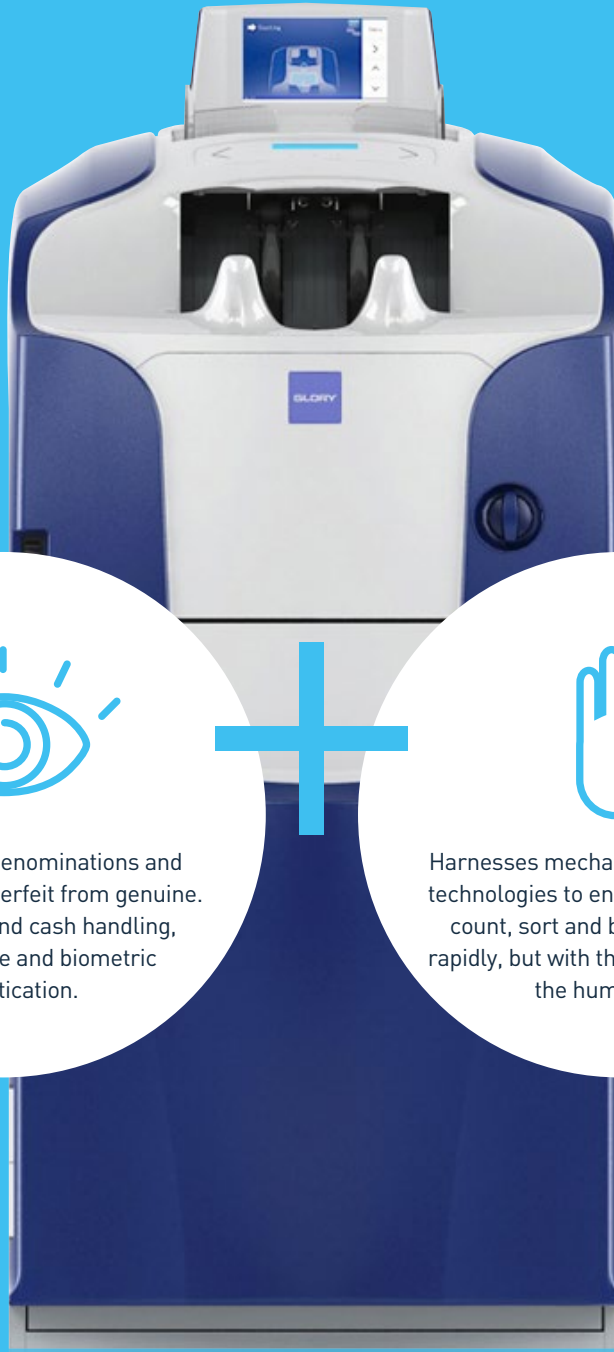 Menu
GLORY
enominations and
erfeit from genuine.
nd cash handling,
e and biometric
tication.
Harnesses mecha
technologies to en
count, sort and b
rapidly, but with th
the hum